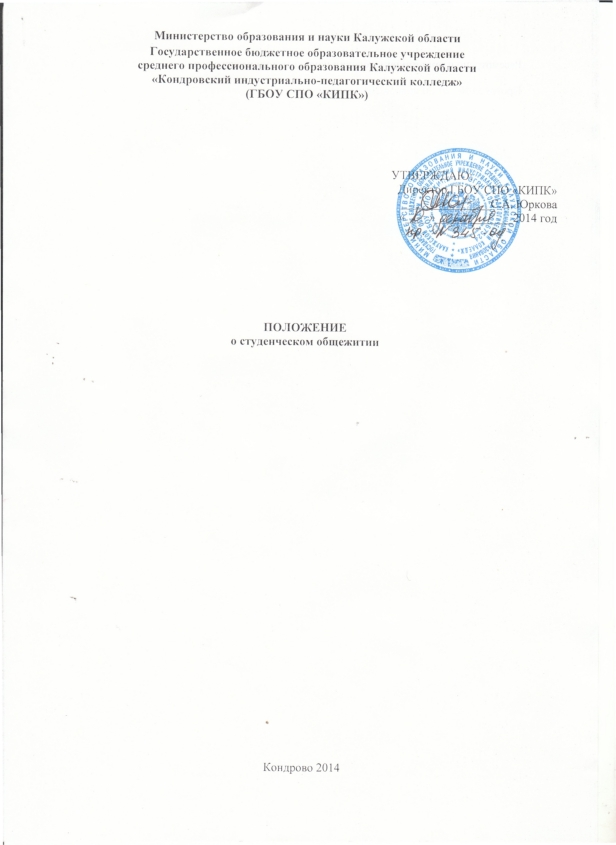 Министерство образования и науки Калужской области
Государственное бюджетное образовательное учреждение
среднего профессионального образования Калужской области
«Кондровский индустриально-педагогический колледж»
(ГБОУ СПО «КИПК»)
УТВЕРЖДАЮ
Директор ГБОУ СПО «КИПК»
С.А. Юркова
2014 год
ПОЛОЖЕНИЕ
о студенческом общежитии
Кондрово 2014